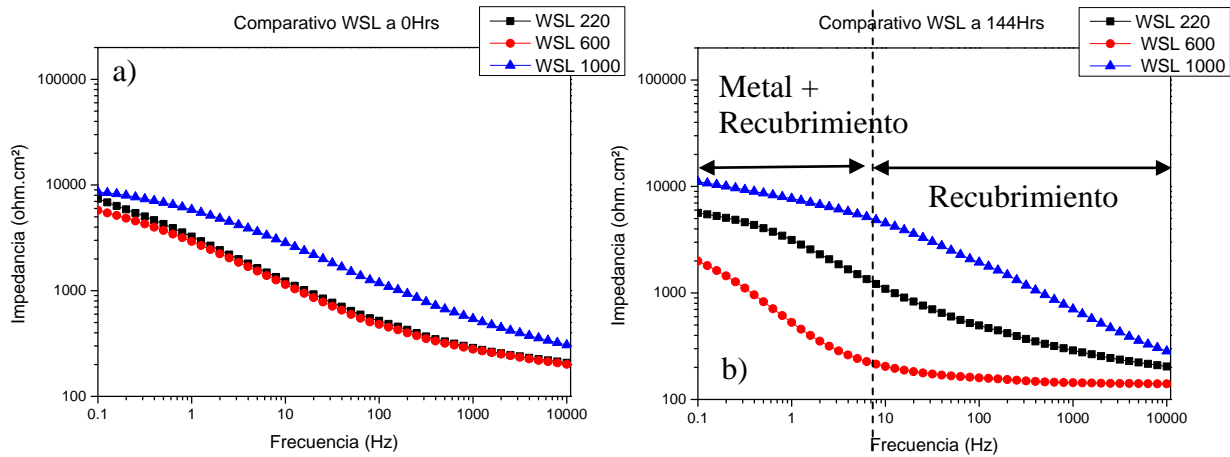 Comparativo WSL a 0Hrs
WSL 220
WSL 600
WSL 1000
a)
100000
10000
1000
100
Impedancia (ohm.cm²)
0.1
1
10
100
1000
10000
Frecuencia (Hz)
Comparativo WSL a 144Hrs
WSL 220
WSL 600
WSL 1000
Metal +
Recubrimiento
Recubrimiento
b)
100000
10000
1000
100
Impedancia (ohm.cm²)
0.1
1
10
100
1000
10000
Frecuencia (Hz)